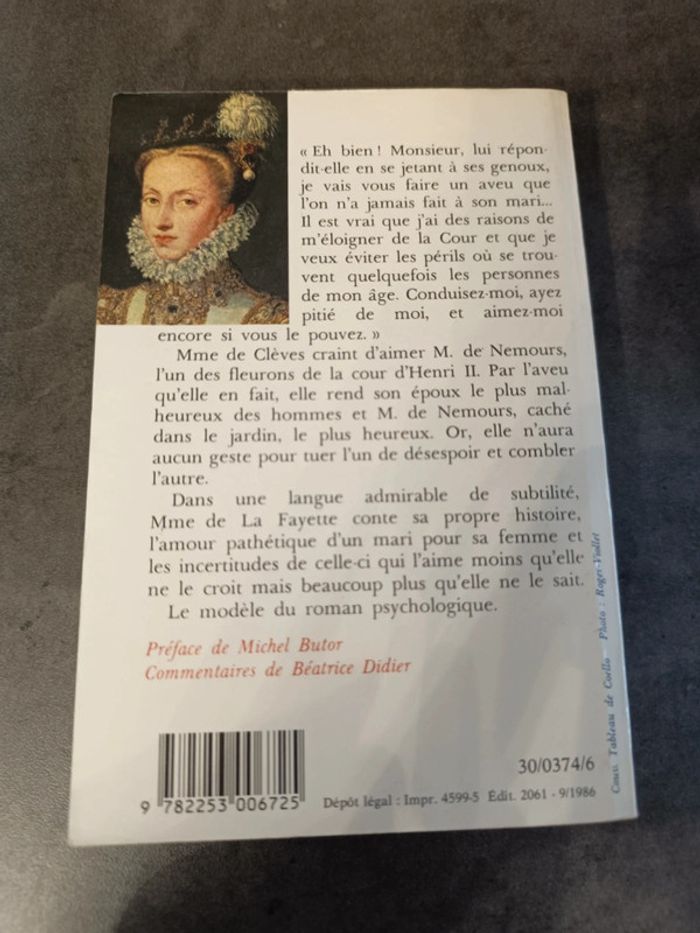 « Eh bien ! Monsieur, lui répon-
dit-elle en se jetant à ses genoux,
je vais vous faire un aveu que
l'on n'a jamais fait à son mari...
Il est vrai que j'ai des raisons de
m'éloigner de la Cour et que je
veux éviter les périls où se trou-
vent quelquefois les personnes
de mon âge. Conduisez-moi, ayez
pitié de moi, et aimez-moi
encore si vous le pouvez. »
Mme de Clèves craint d'aimer M. de Nemours,
l'un des fleurons de la cour d'Henri II. Par l'aveu
qu'elle en fait, elle rend son époux le plus mal-
heureux des hommes et M. de Nemours, caché
dans le jardin, le plus heureux. Or, elle n'aura
aucun geste pour tuer l'un de désespoir et combler
l'autre.
Dans une langue admirable de subtilité,
Mme de La Fayette conte sa propre histoire,
l'amour pathétique d'un mari pour sa femme et
les incertitudes de celle-ci qui l'aime moins qu'elle
ne le croit mais beaucoup plus qu'elle ne le sait.
Le modèle du roman psychologique.
Préface de Michel Butor
Commentaires de Béatrice Didier
Couv. Tableau de Coello - Photo : Roger-Viollet
30/0374/6
9 782253 006725
Dépôt légal : Impr. 4599-5 Édit. 2061 - 9/1986